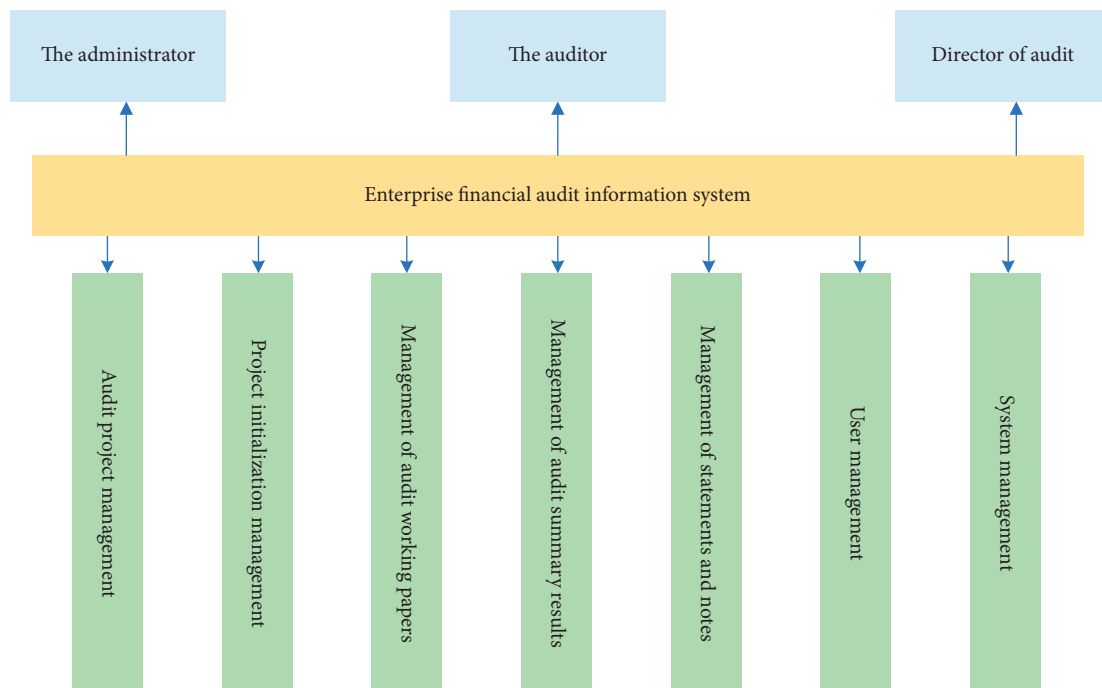 The administrator
The auditor
Director of audit
Enterprise financial audit information system
Audit project management
Project initialization management
Management of audit working papers
Management of audit summary results
Management of statements and notes
User management
System management